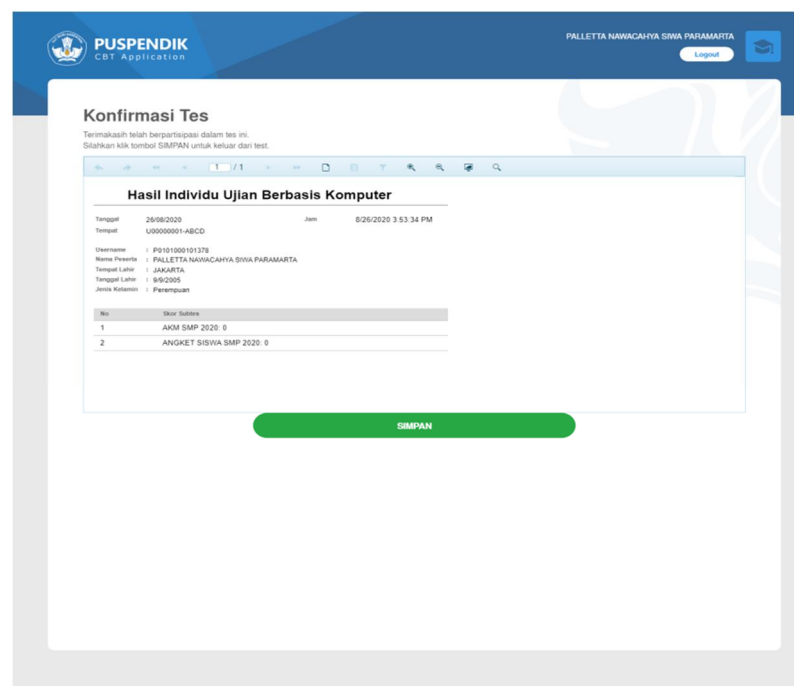 PUSPENDIK
CBT Application
PALLETTA NAWACAHYA SIWA PARAMARTA
Logout
Konfirmasi Tes
Terimakasih telah berpartisipasi dalam tes ini.
Silahkan klik tombol SIMPAN untuk keluar dari test.
1 / 1
Hasil Individu Ujian Berbasis Komputer
Tanggal 26/08/2020 Jam 8/26/2020 3:53:34 PM
Tempat U00000001-ABCD
Username : P0101000101378
Nama Peserta : PALLETTA NAWACAHYA SIWA PARAMARTA
Tempat Lahir : JAKARTA
Tanggal Lahir : 9/9/2005
Jenis Kelamin : Perempuan
No Skor Subtes
1 AKM SMP 2020: 0
2 ANGKET SISWA SMP 2020: 0
SIMPAN